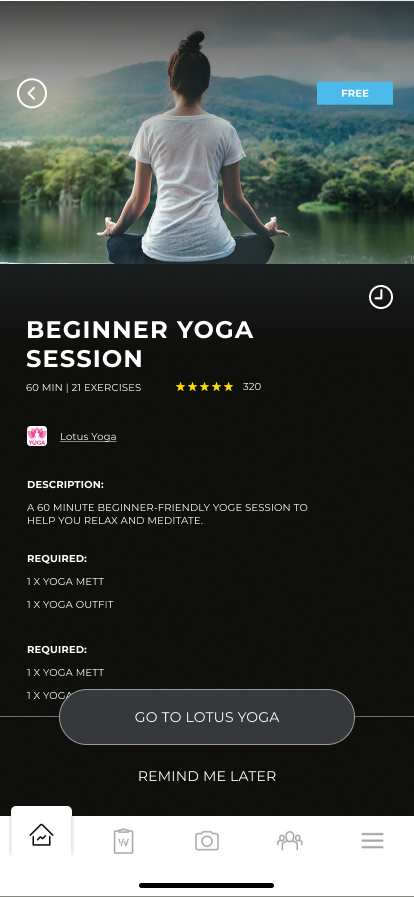 FREE
BEGINNER YOGA
SESSION
60 MIN | 21 EXERCISES 320
YOGA Lotus Yoga
DESCRIPTION:
A 60 MINUTE BEGINNER-FRIENDLY YOGE SESSION TO
HELP YOU RELAX AND MEDITATE.
REQUIRED:
1 X YOGA METT
1 X YOGA OUTFIT
REQUIRED:
1 X YOGA METT
1 X YOGA
GO TO LOTUS YOGA
REMIND ME LATER
W